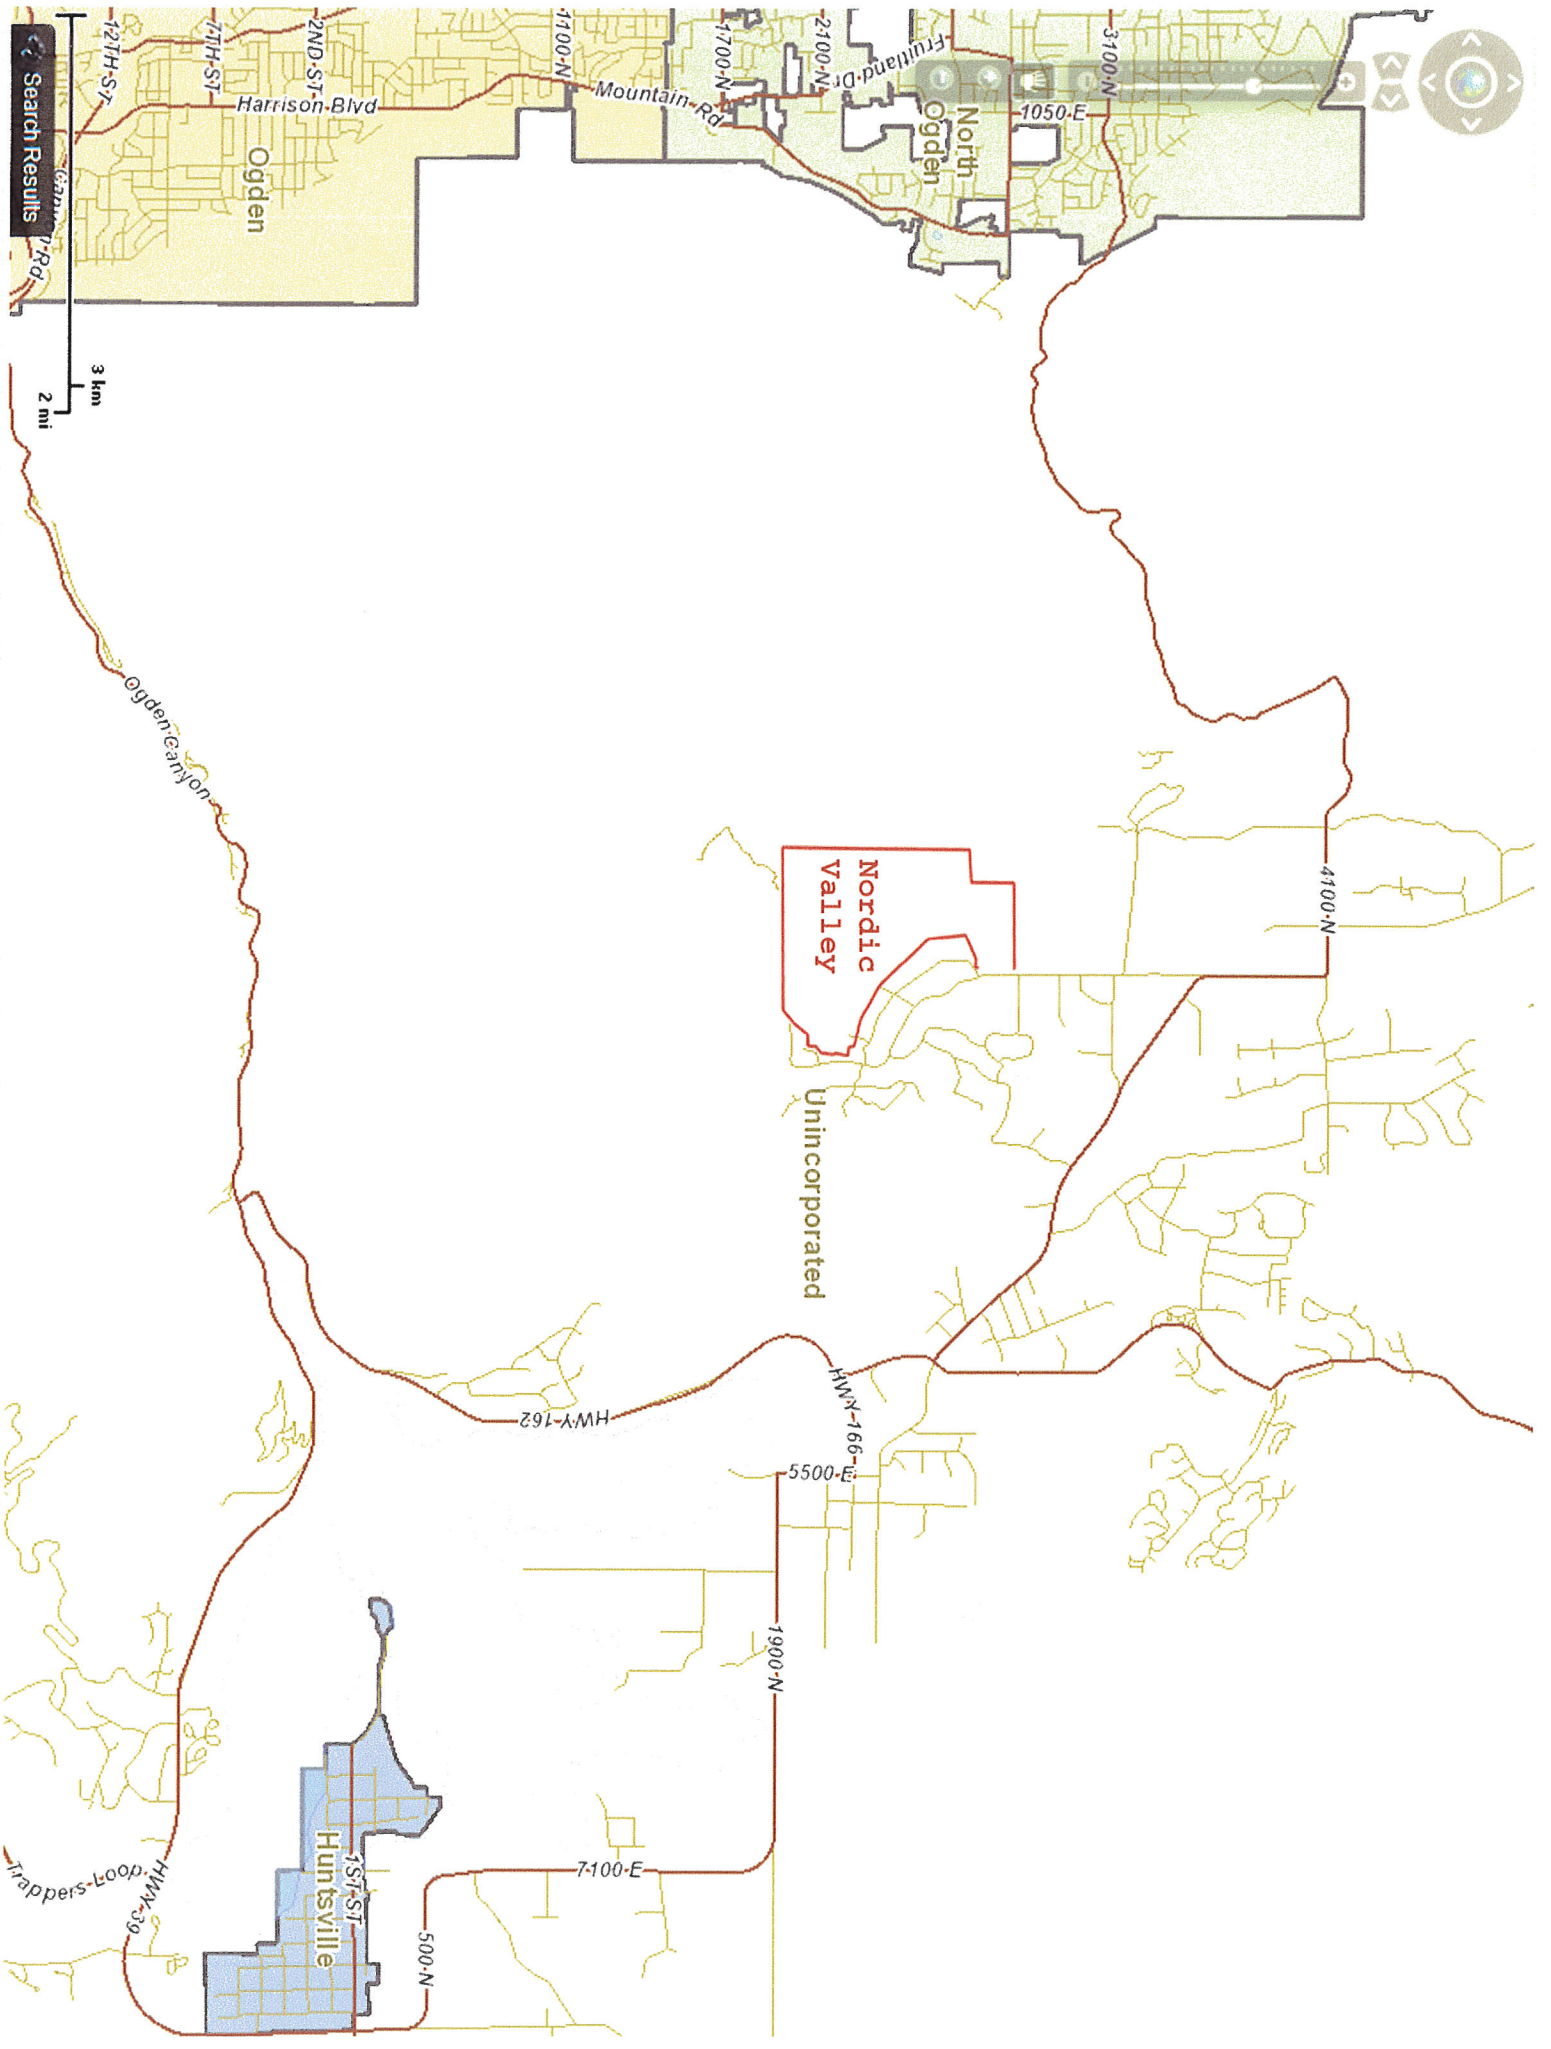 3100-N
2100-N
1700-N
1100-N
2ND-ST
7TH-ST
12TH-ST
Fruitland Dr
1050-E
North
Ogden
Mountain Rd
Harrison-Blvd
Ogden
Search Results
3 km
2 mi
Ogden-Canyon
4100-N
Nordic
Valley
Unincorporated
HWY-166
HWY-162
5500-E
1900-N
7100-E
500-N
1ST-ST
Huntsville
HWY-39
Trappers-Loop